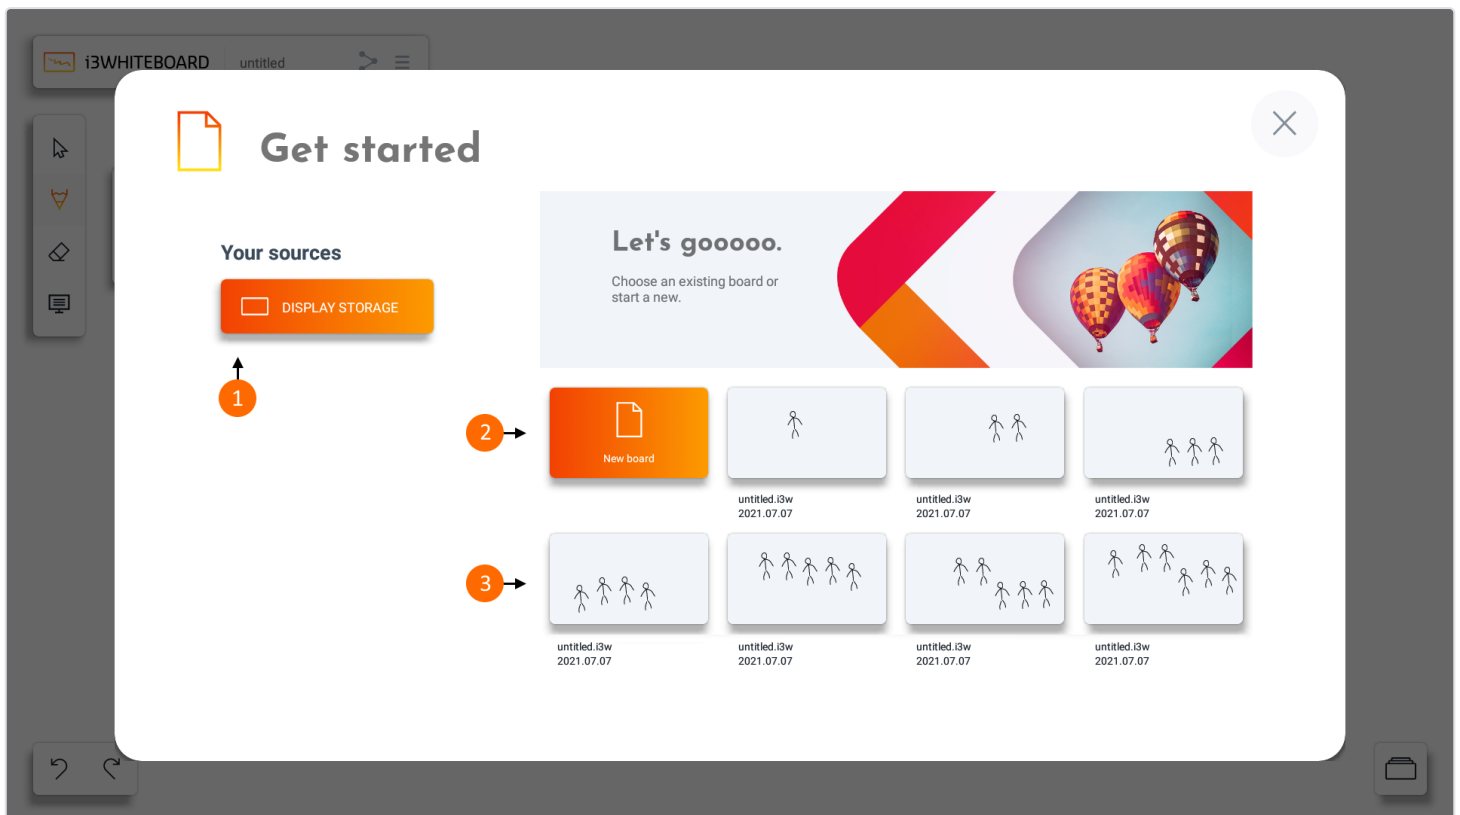 i3WHITEBOARD untitled
Get started
Your sources
DISPLAY STORAGE
1
Let's gooooo.
Choose an existing board or
start a new.
2
New board
untitled.i3w
2021.07.07
untitled.i3w
2021.07.07
untitled.i3w
2021.07.07
3
untitled.i3w
2021.07.07
untitled.i3w
2021.07.07
untitled.i3w
2021.07.07
untitled.i3w
2021.07.07